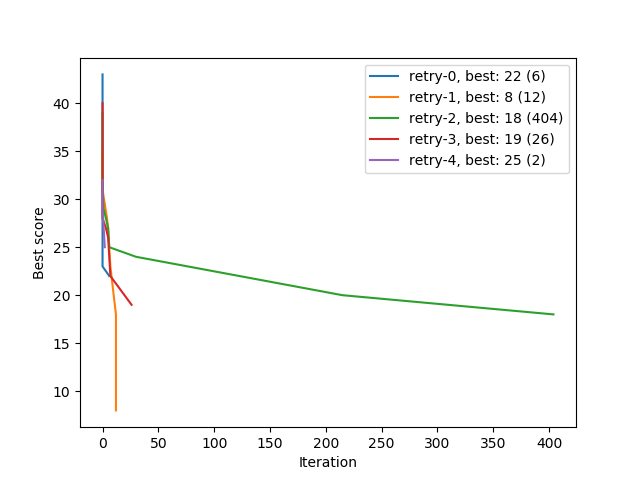 retry-0, best: 22 (6)
retry-1, best: 8 (12)
retry-2, best: 18 (404)
retry-3, best: 19 (26)
retry-4, best: 25 (2)
Best score
40
35
30
25
20
15
10
0 50 100 150 200 250 300 350 400
Iteration